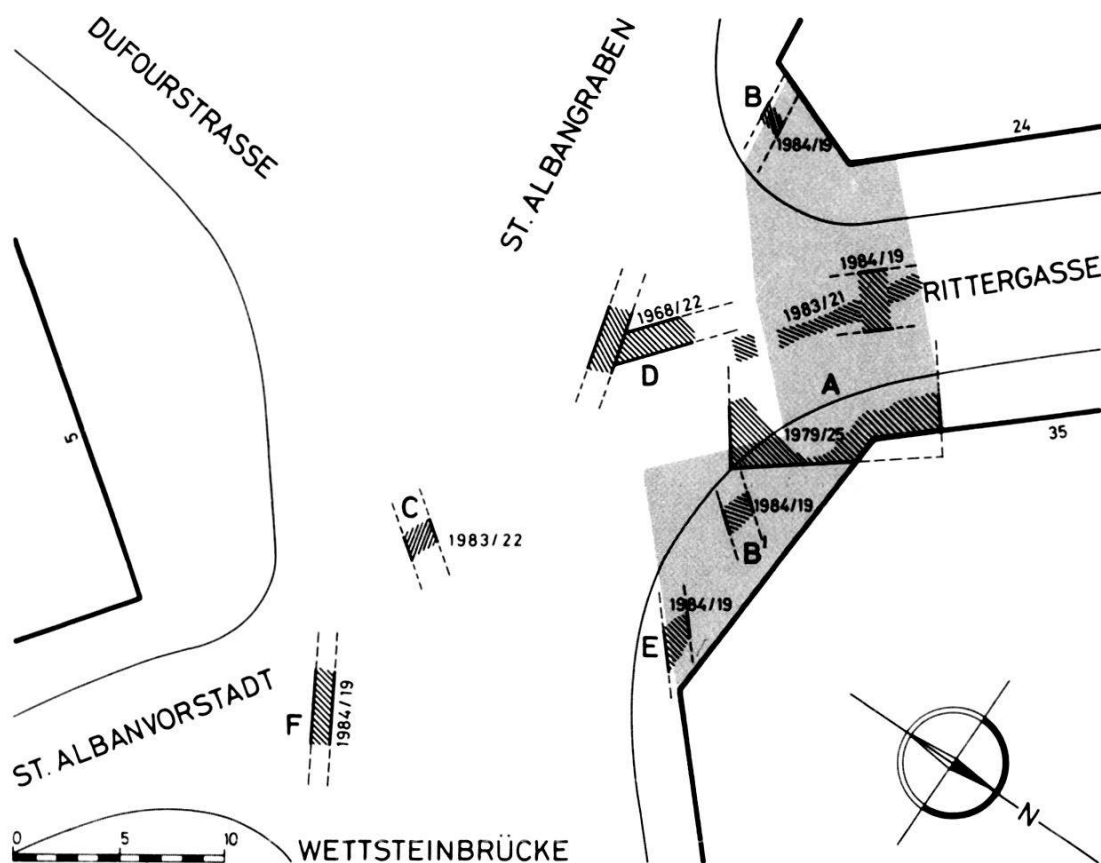 DUFOURSTRASSE
ST. ALBANGRABEN
B
1984/19
24
1984/19
RITTERGASSE
1983/21
1968/22
D
A
1979/25
35
5
C
1983/22
1984/19
B'
1984/19
E
F
1984/19
ST. ALBANVORSTADT
N
0 5 10
WETTSTEINBRÜCKE